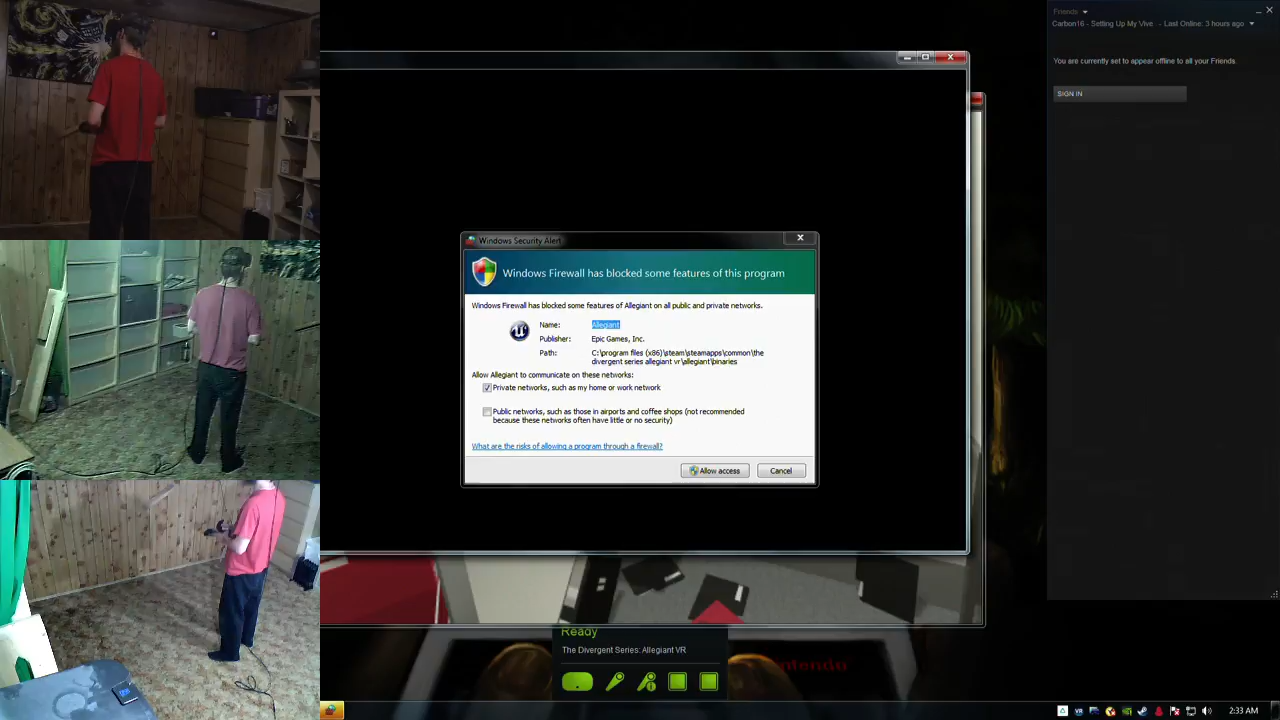 Friends
Carbon16 - Setting Up My Vive - Last Online: 3 hours ago
You are currently set to appear offline to all your Friends.
SIGN IN
Windows Security Alert
Windows Firewall has blocked some features of this program
Windows Firewall has blocked some features of Allegiant on all public and private networks.
Name: Allegiant
Publisher: Epic Games, Inc.
Path: C:\program files (x86)\steam\steamapps\common\the
divergent series allegiant vr\allegiant\binaries
Allow Allegiant to communicate on these networks:
Private networks, such as my home or work network
Public networks, such as those in airports and coffee shops (not recommended
because these networks often have little or no security)
What are the risks of allowing a program through a firewall?
Allow access
Cancel
Ready
The Divergent Series: Allegiant VR
Nintendo
VR
2:33 AM